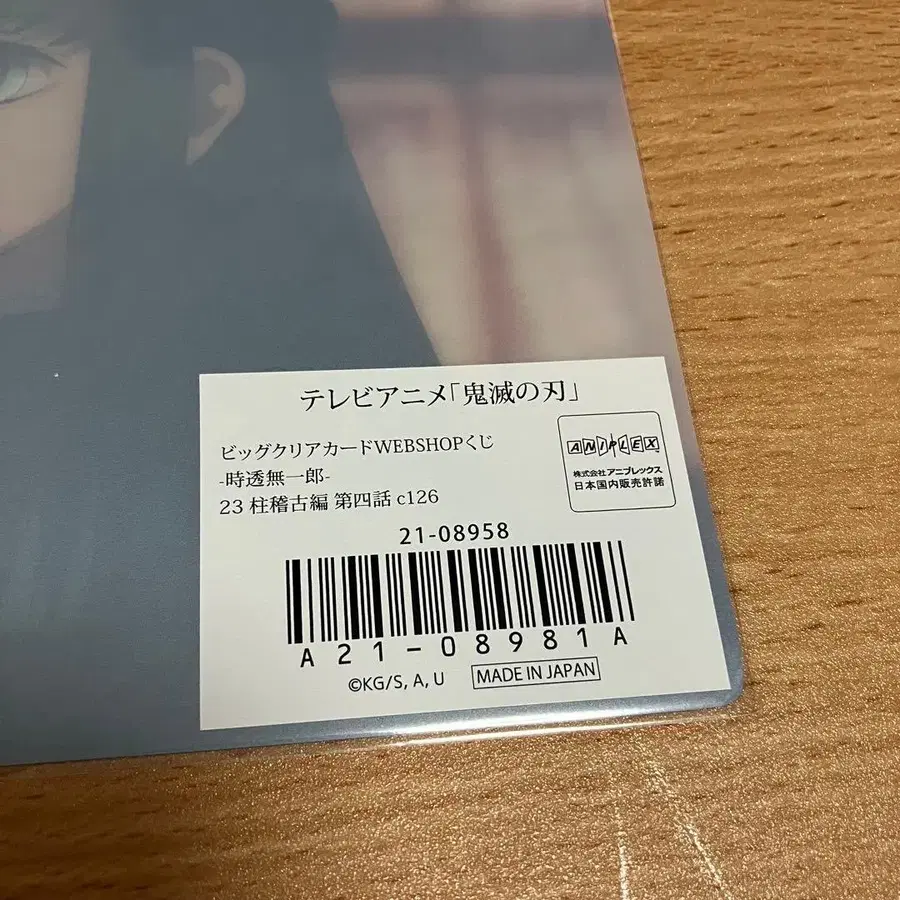 テレビアニメ「鬼滅の刃」
ビッグクリアカードWEBSHOPくじ
-時透無一郎-
23 柱稽古編 第四話 c126
ANIPLEX
株式会社 アニプレックス
日本国内販売許諾
21-08958
A21-08981A
©KG/S, A, U
MADE IN JAPAN